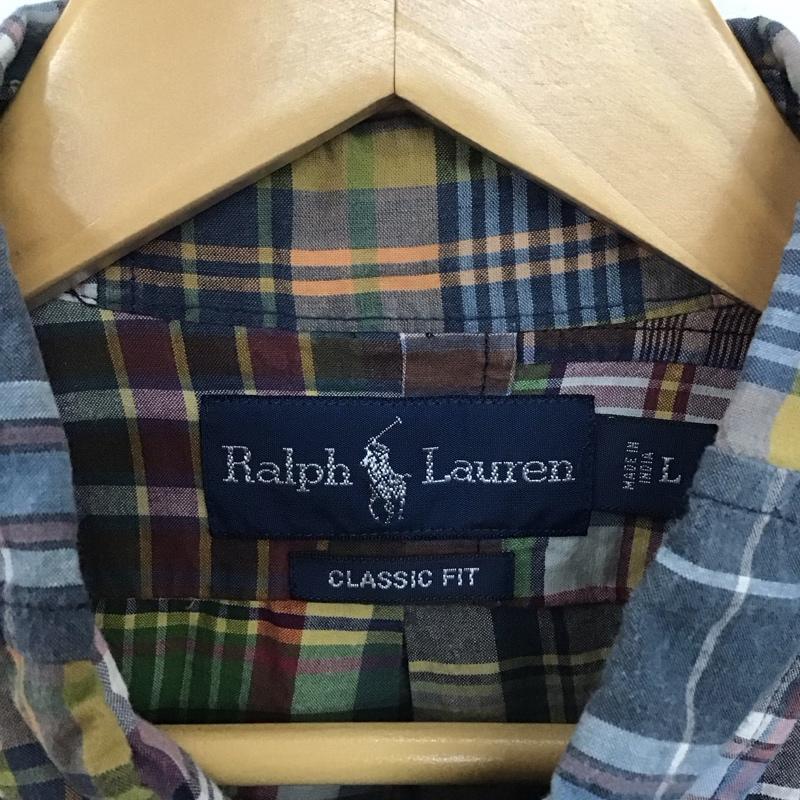 Ralph Lauren
MADE IN
INDIA
L
CLASSIC FIT